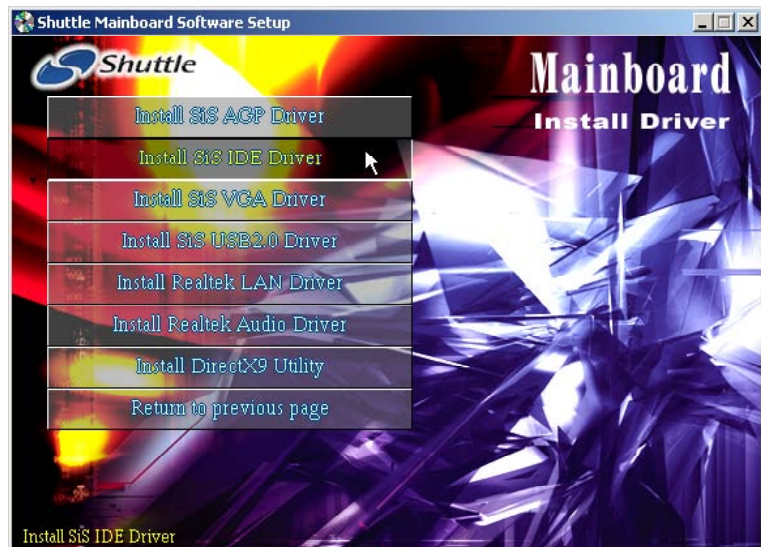 Shuttle Mainboard Software Setup
Shuttle
Mainboard
Install Driver
Install SiS AGP Driver
Install SiS IDE Driver
Install SiS VGA Driver
Install SiS USB2.0 Driver
Install Realtek LAN Driver
Install Realtek Audio Driver
Install DirectX9 Utility
Return to previous page
Install SiS IDE Driver